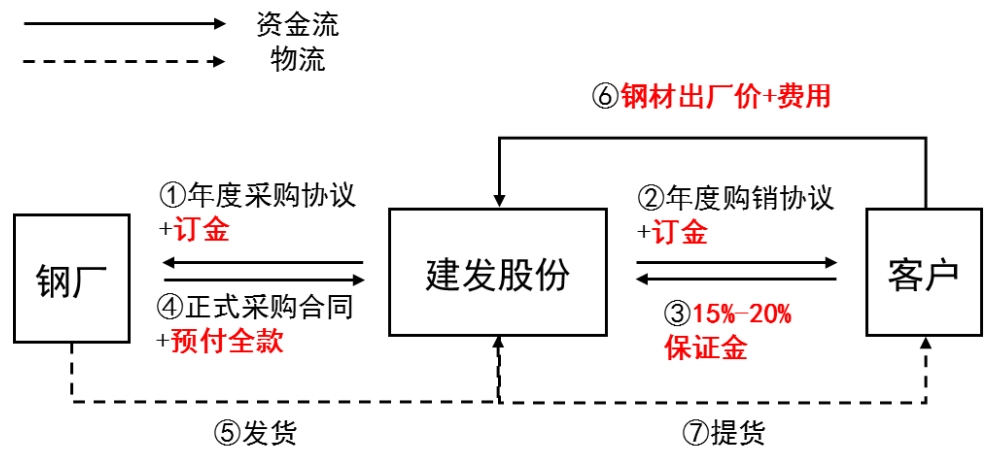 资金流
物流
⑥钢材出厂价+费用
①年度采购协议
+订金
②年度购销协议
+订金
钢厂
建发股份
客户
④正式采购合同
+预付全款
③15%-20%
保证金
⑤发货
⑦提货